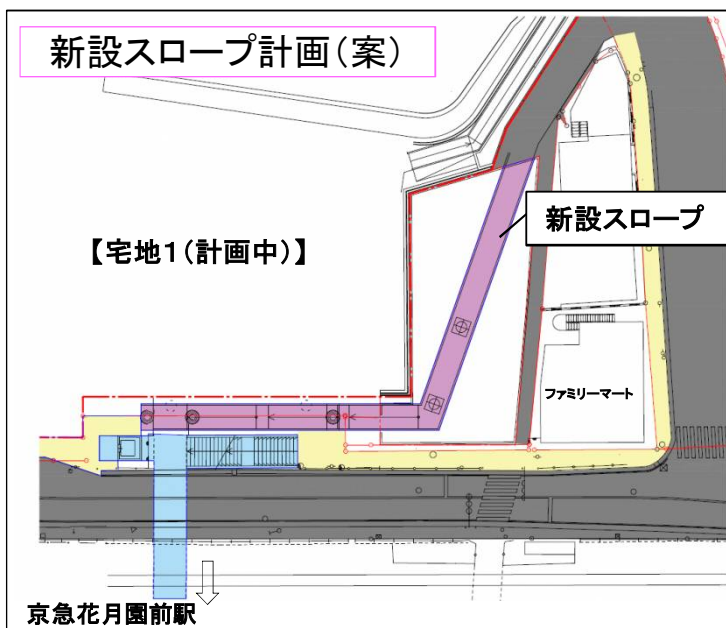 新設スロープ計画(案)
新設スロープ
【宅地1(計画中)】
ファミリーマート
京急花月園前駅